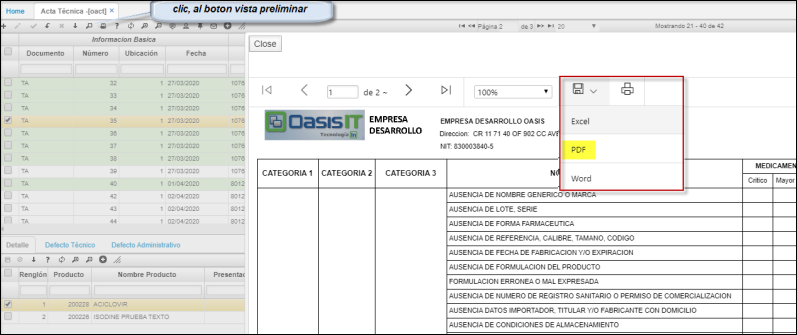 clic, al boton vista preliminar
Home
Acta Técnica -[oact]
Página 2
de 3
20
Mostrando 21 - 40 de 42
Informacion Basica
Documento Número Ubicación Fecha
TA 32 1 27/03/2020 1076
TA 33 1 27/03/2020 1076
TA 34 1 27/03/2020 1076
TA 35 1 27/03/2020 1076
TA 36 1 27/03/2020 1076
TA 37 1 27/03/2020 1076
TA 38 1 27/03/2020 1076
TA 39 1 27/03/2020 1076
TA 40 1 01/04/2020 8012
TA 42 1 02/04/2020 8012
TA 43 1 02/04/2020 8012
TA 44 1 02/04/2020 8012
Detalle Defecto Técnico Defecto Administrativo
Renglón Producto Nombre Producto Presentac
1 200228 ACICLOVIR
2 200226 ISODINE PRUEBA TEXTO
Close
1 de 2 ~
100%
Excel
PDF
Word
OasisIT
Tecnología
EMPRESA
DESARROLLO
EMPRESA DESARROLLO OASIS
Direccion: CR 11 71 40 OF 902 CC AVE
NIT: 830003840-5
MEDICAMEN
CATEGORIA 1 CATEGORIA 2 CATEGORIA 3
Critico Mayor
AUSENCIA DE NOMBRE GENERICO O MARCA
AUSENCIA DE LOTE, SERIE
AUSENCIA DE FORMA FARMACEUTICA
AUSENCIA DE REFERENCIA, CALIBRE, TAMANO, CODIGO
AUSENCIA DE FECHA DE FABRICACION Y/O EXPIRACION
AUSENCIA DE FORMULACION DEL PRODUCTO
FORMULACION ERRONEA O MAL EXPRESADA
AUSENCIA DE NUMERO DE REGISTRO SANITARIO O PERMISO DE COMERCIALIZACION
AUSENCIA DATOS IMPORTADOR, TITULAR Y/O FABRICANTE CON DOMICILIO
AUSENCIA DE CONDICIONES DE ALMACENAMIENTO